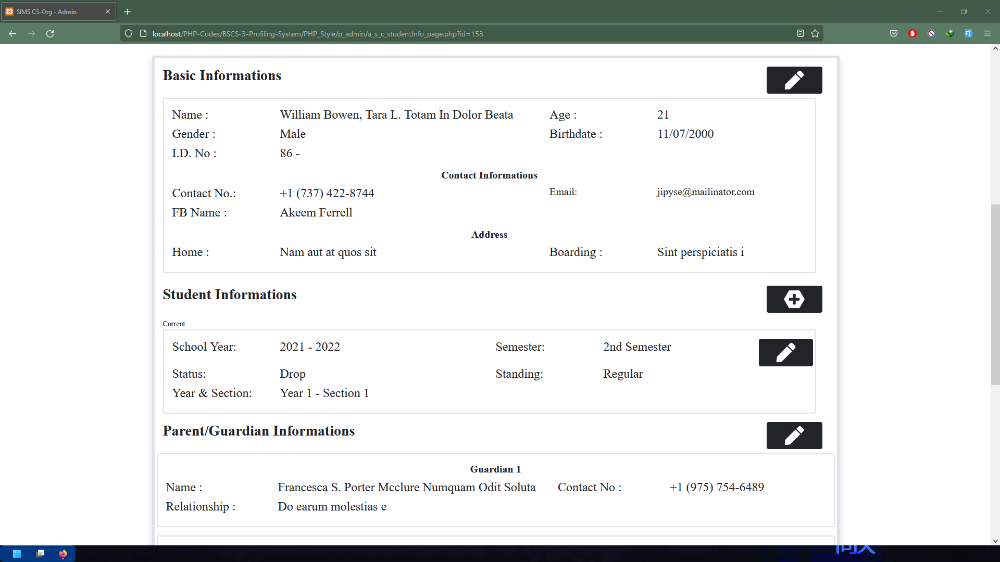 SIMS CS-Org - Admin
localhost/PHP-Codes/BSCS-3-Profiling-System/PHP_Style/p_admin/a_s_c_studentInfo_page.php?id=153
Basic Informations
Name : William Bowen, Tara L. Totam In Dolor Beata Age : 21
Gender : Male Birthdate : 11/07/2000
I.D. No : 86 -
Contact Informations
Contact No.: +1 (737) 422-8744 Email: jipyse@mailinator.com
FB Name : Akeem Ferrell
Address
Home : Nam aut at quos sit Boarding : Sint perspiciatis i
Student Informations
Current
School Year: 2021 - 2022 Semester: 2nd Semester
Status: Drop Standing: Regular
Year & Section: Year 1 - Section 1
Parent/Guardian Informations
Guardian 1
Name : Francesca S. Porter Mcclure Numquam Odit Soluta Contact No : +1 (975) 754-6489
Relationship : Do earum molestias e